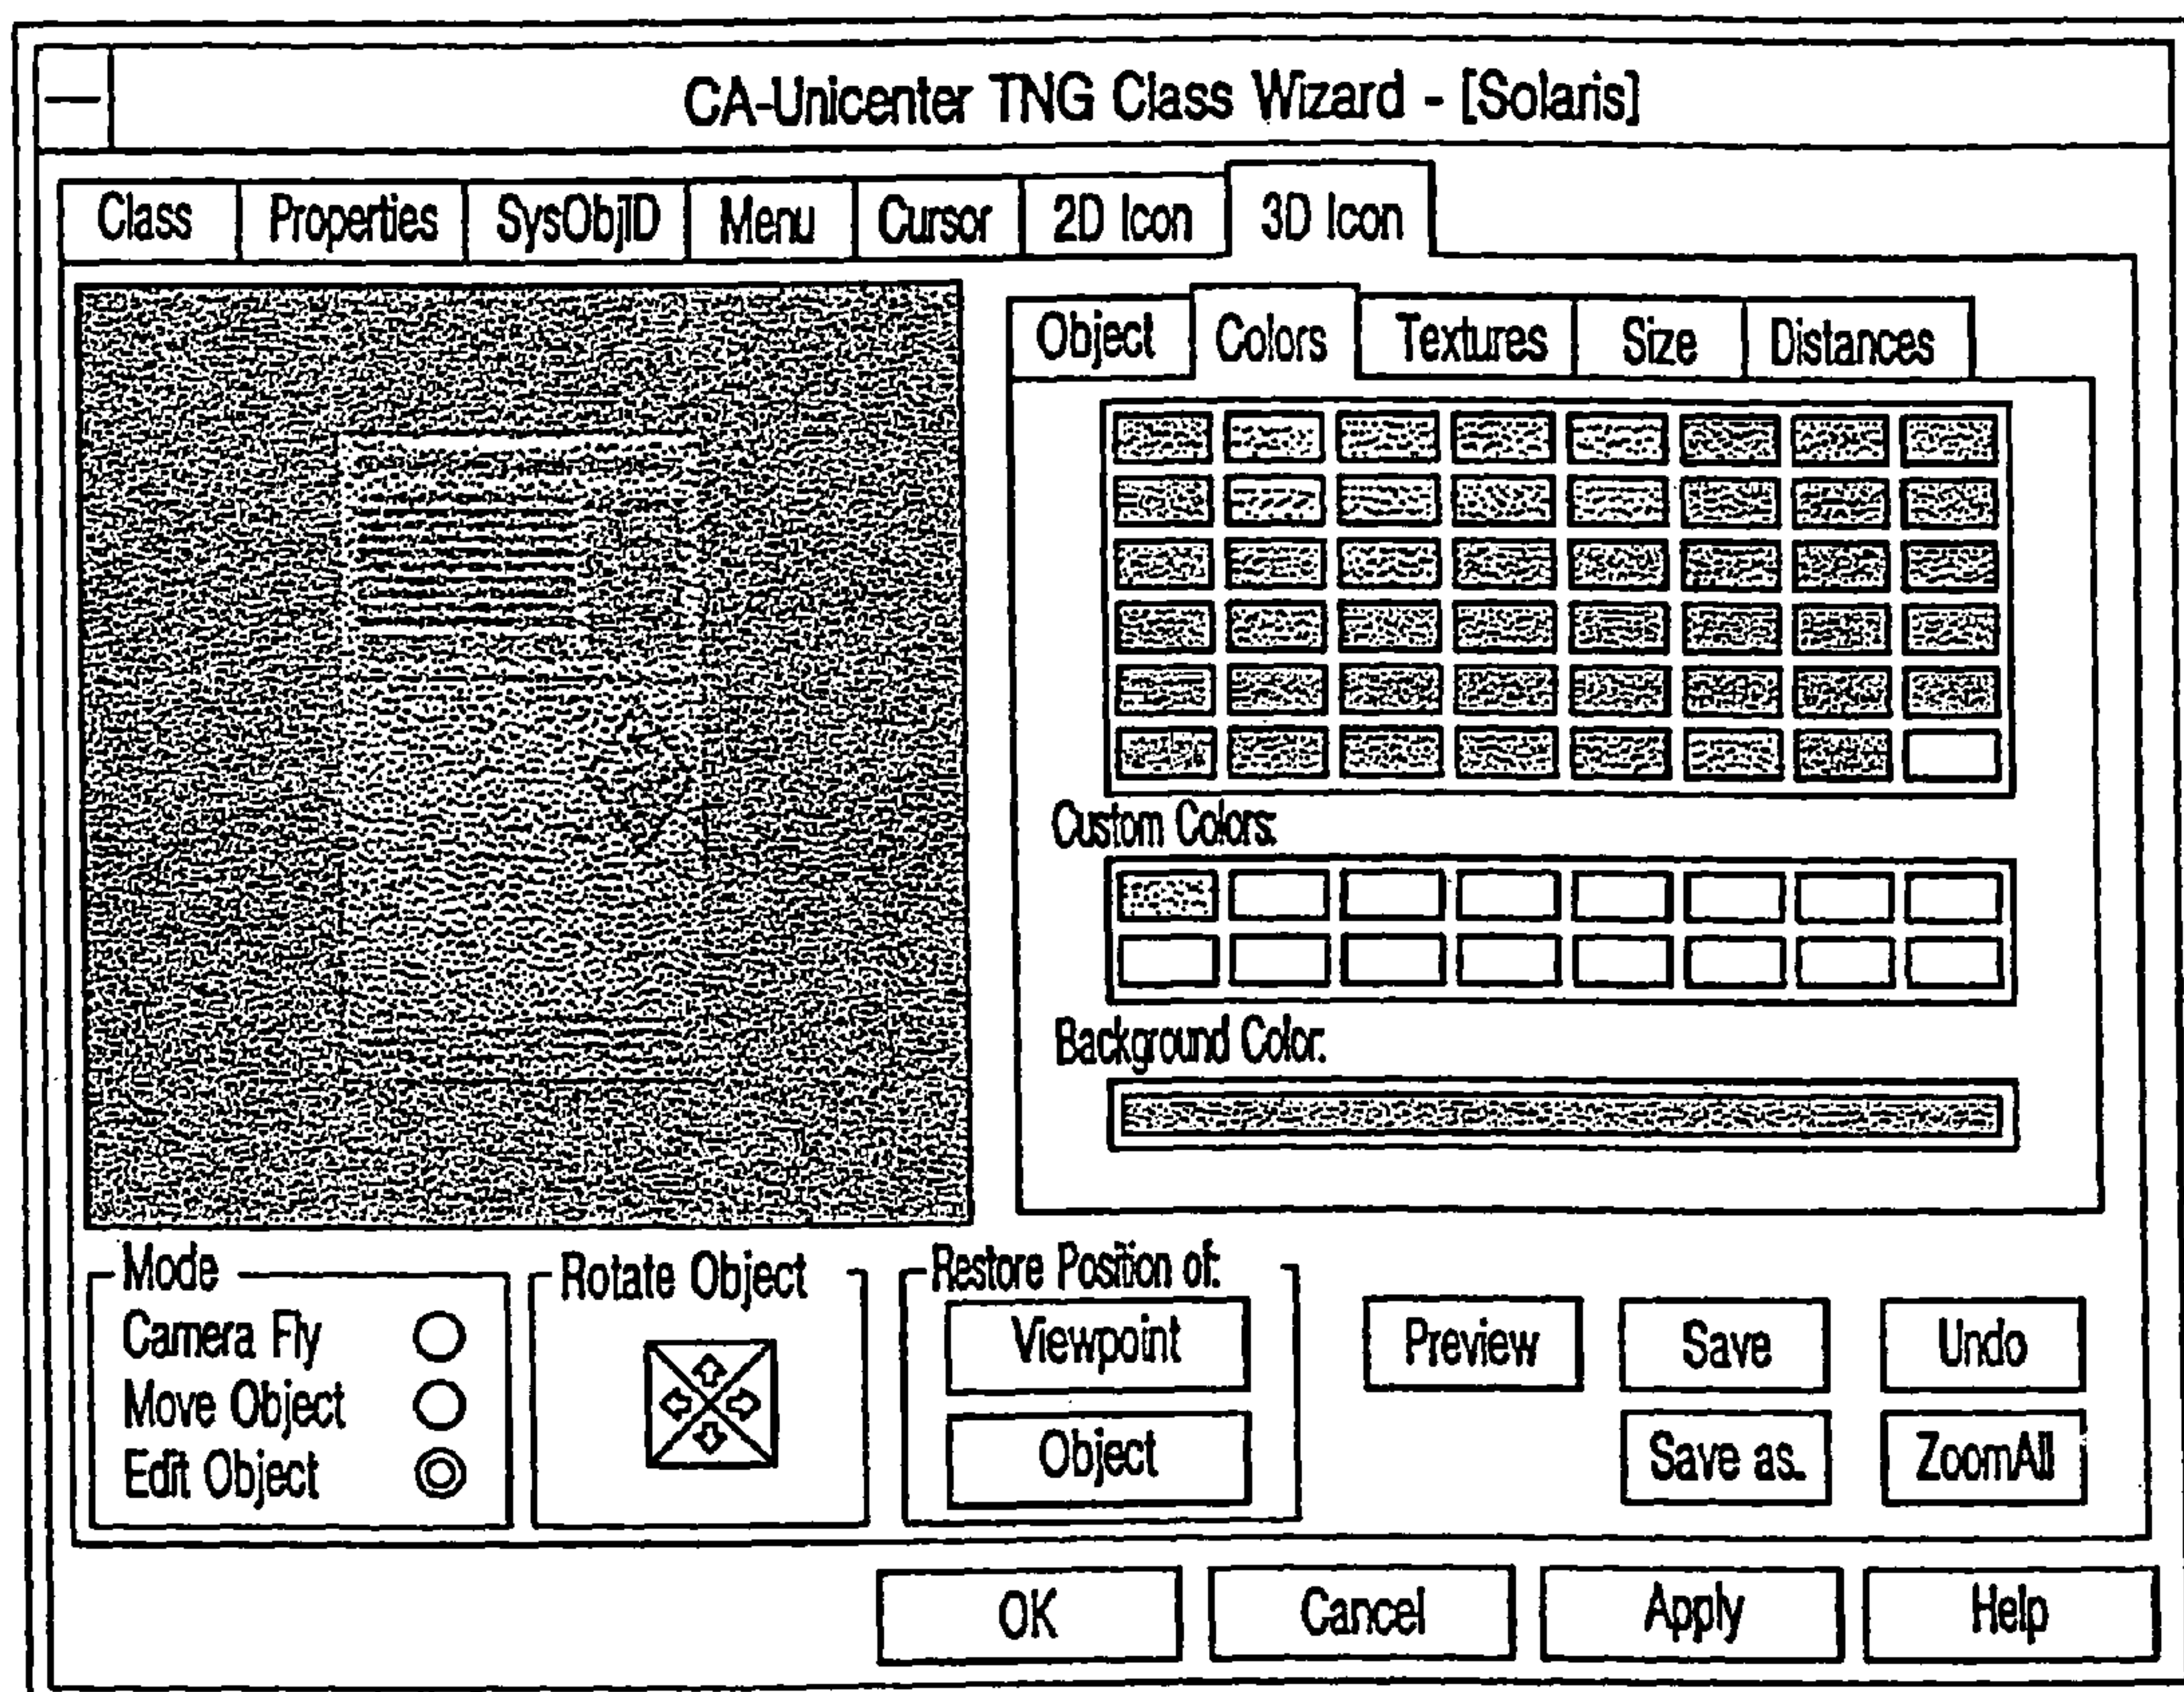 CA-Unicenter TNG Class Wizard - [Solaris]
Class Properties SysObjID Menu Cursor 2D Icon 3D Icon
Object Colors Textures Size Distances
Custom Colors:
Background Color:
Mode
Camera Fly
Move Object
Edit Object
Rotate Object
Restore Position of:
Viewpoint
Object
Preview Save Undo
Save as.. ZoomAll
OK Cancel Apply Help